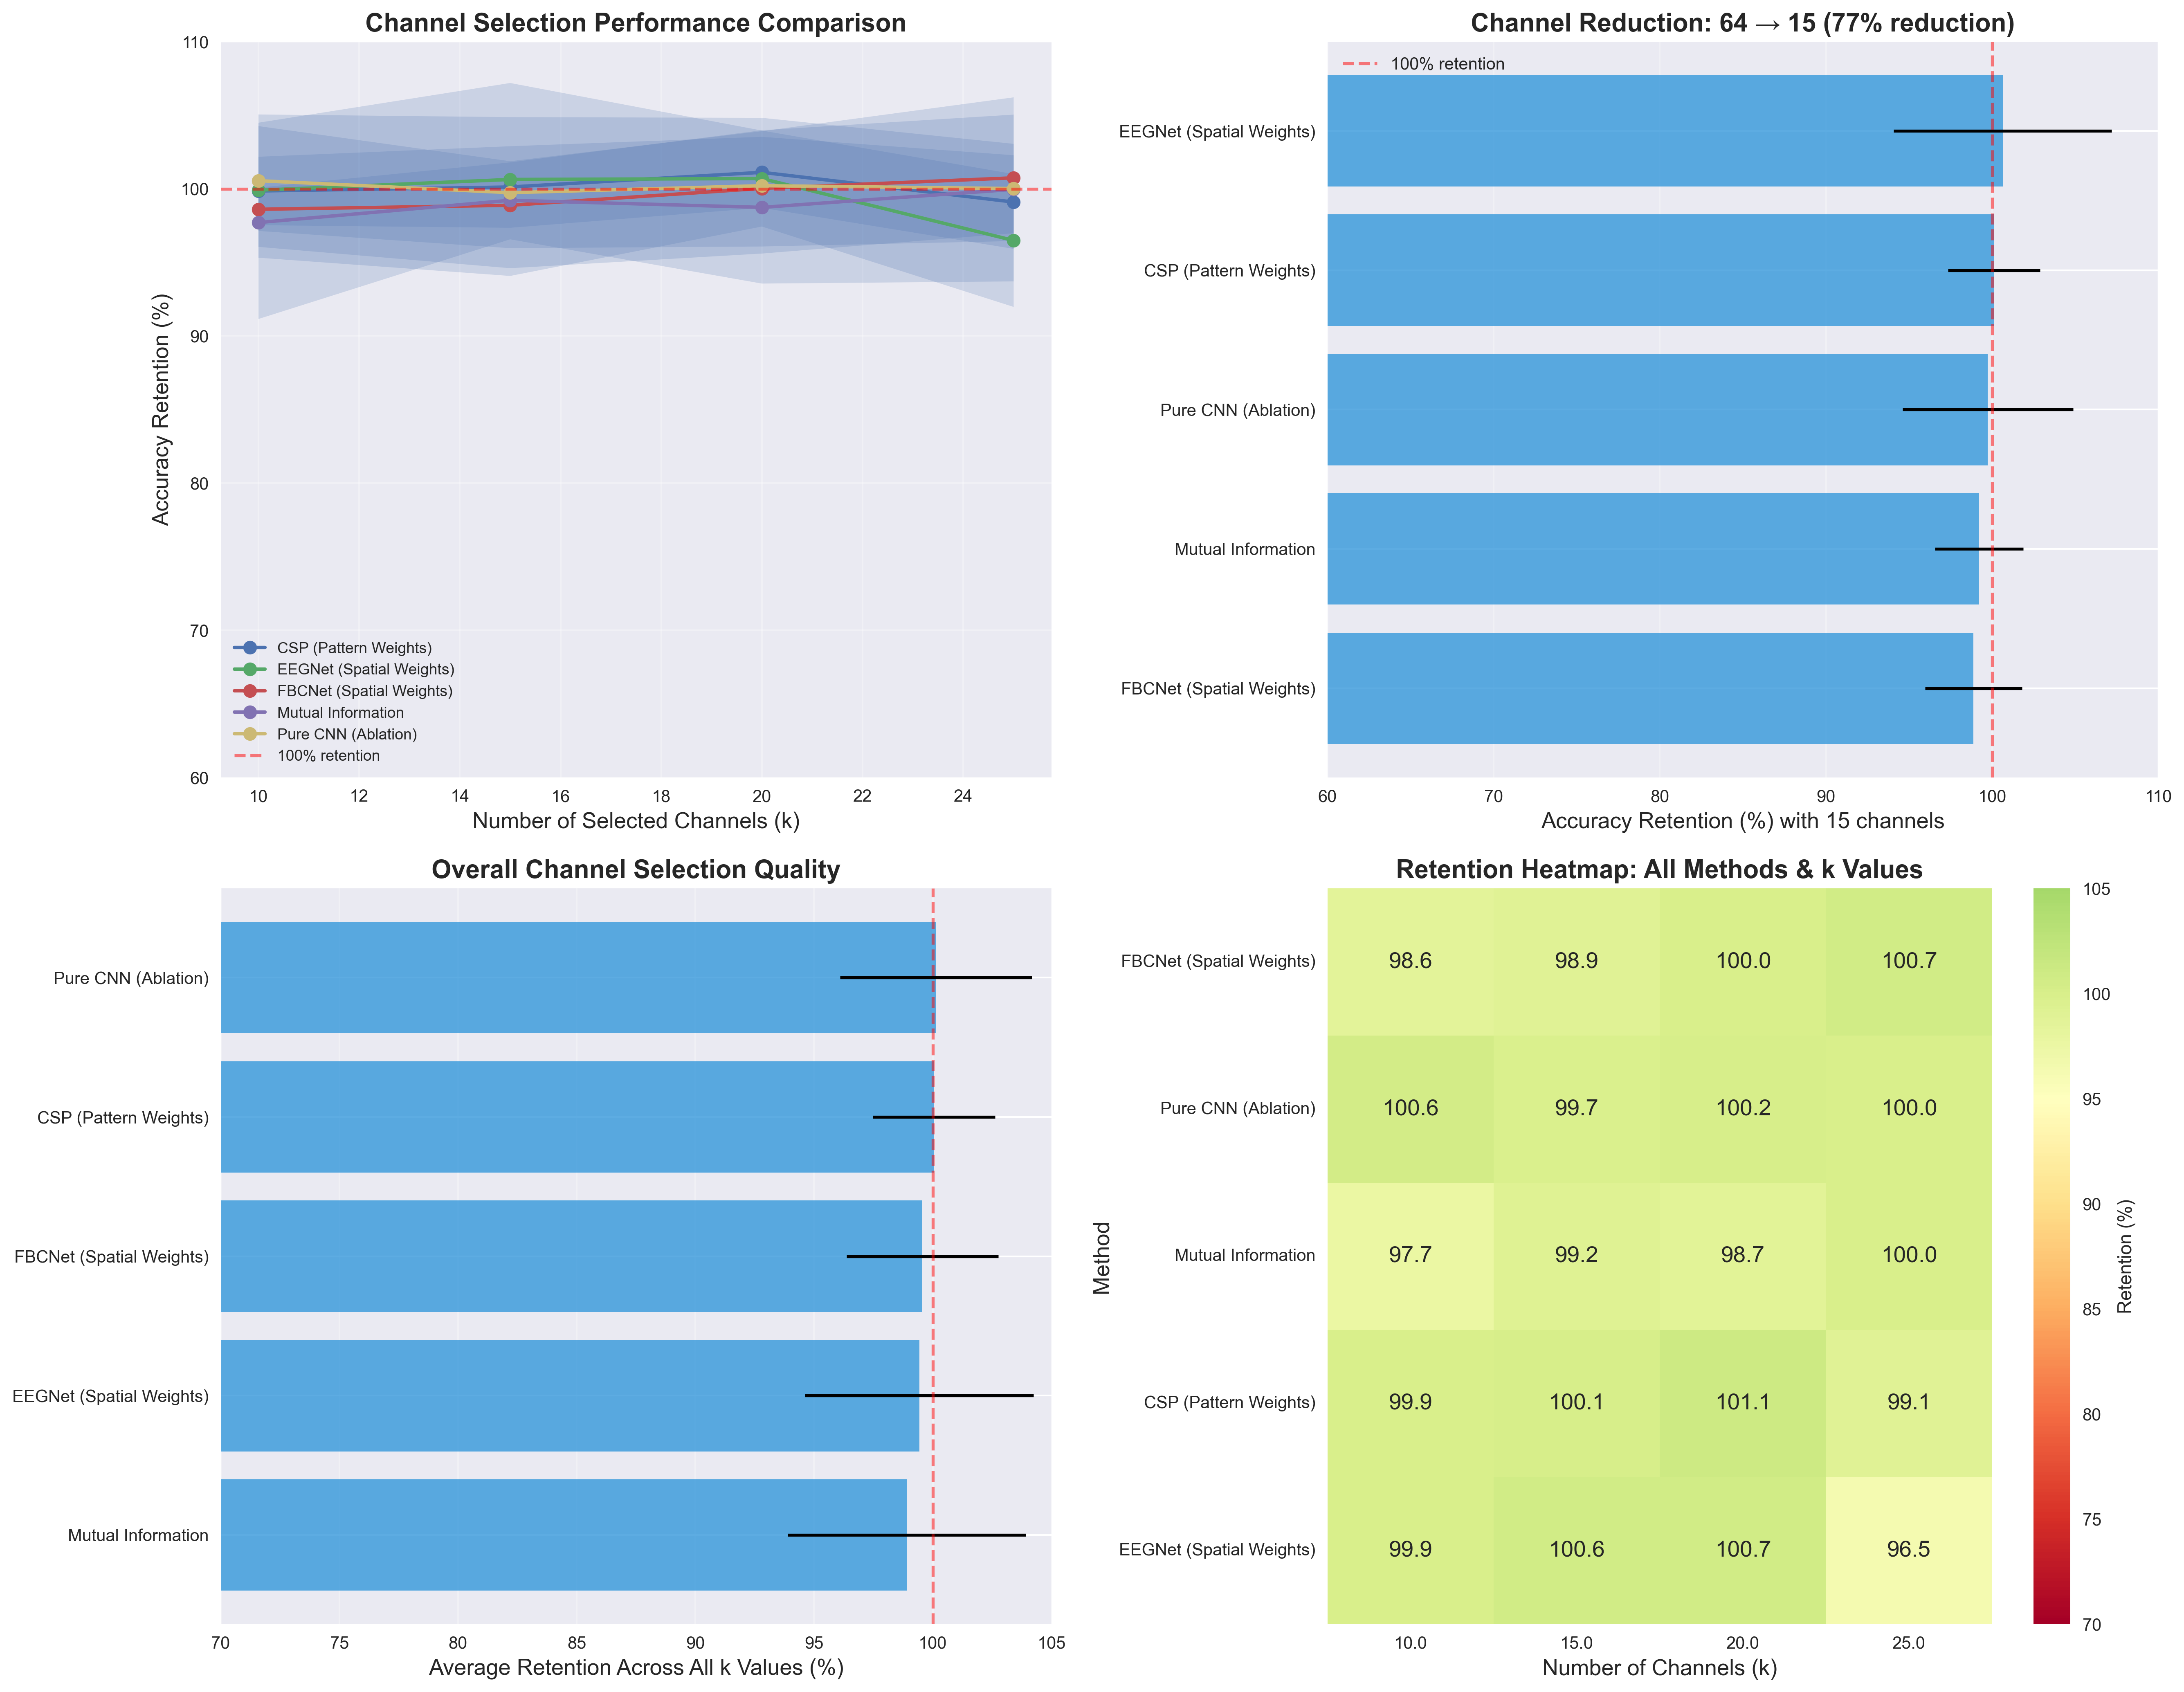 Channel Selection Performance Comparison
110
100
90
80
70
60
Accuracy Retention (%)
CSP (Pattern Weights)
EEGNet (Spatial Weights)
FBCNet (Spatial Weights)
Mutual Information
Pure CNN (Ablation)
100% retention
10 12 14 16 18 20 22 24
Number of Selected Channels (k)
Channel Reduction: 64 → 15 (77% reduction)
100% retention
EEGNet (Spatial Weights)
CSP (Pattern Weights)
Pure CNN (Ablation)
Mutual Information
FBCNet (Spatial Weights)
60 70 80 90 100 110
Accuracy Retention (%) with 15 channels
Overall Channel Selection Quality
Pure CNN (Ablation)
CSP (Pattern Weights)
FBCNet (Spatial Weights)
EEGNet (Spatial Weights)
Mutual Information
70 75 80 85 90 95 100 105
Average Retention Across All k Values (%)
Retention Heatmap: All Methods & k Values
Method
FBCNet (Spatial Weights) 98.6 98.9 100.0 100.7
Pure CNN (Ablation) 100.6 99.7 100.2 100.0
Mutual Information 97.7 99.2 98.7 100.0
CSP (Pattern Weights) 99.9 100.1 101.1 99.1
EEGNet (Spatial Weights) 99.9 100.6 100.7 96.5
10.0 15.0 20.0 25.0
Number of Channels (k)
105
100
95
90
85
80
75
70
Retention (%)